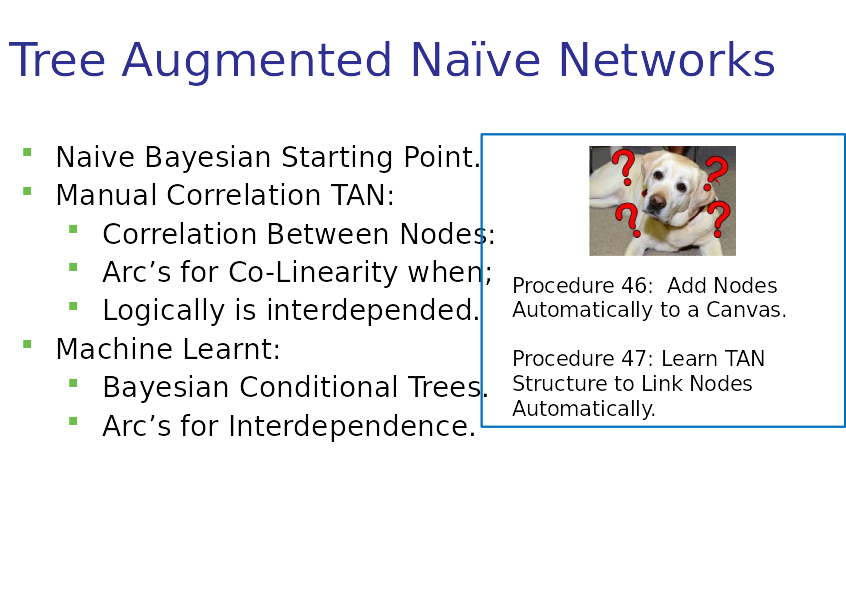 Tree Augmented Naïve Networks
Naive Bayesian Starting Point.
Manual Correlation TAN:
Correlation Between Nodes:
Arc’s for Co-Linearity when;
Logically is interdepended.
Machine Learnt:
Bayesian Conditional Trees.
Arc’s for Interdependence.
? ? ? ?
Procedure 46:  Add Nodes
Automatically to a Canvas.
Procedure 47: Learn TAN
Structure to Link Nodes
Automatically.